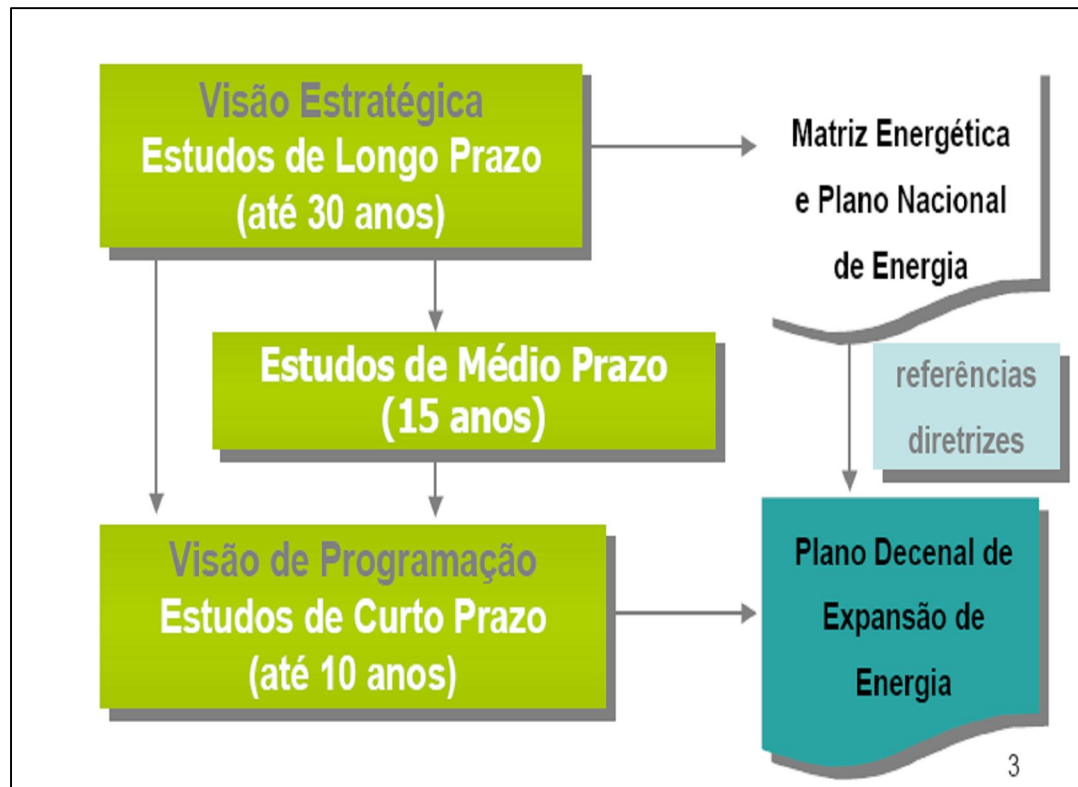 Visão Estratégica
Estudos de Longo Prazo
(até 30 anos)
Matriz Energética
e Plano Nacional
de Energia
Estudos de Médio Prazo
(15 anos)
referências
diretrizes
Visão de Programação
Estudos de Curto Prazo
(até 10 anos)
Plano Decenal de
Expansão de
Energia
3